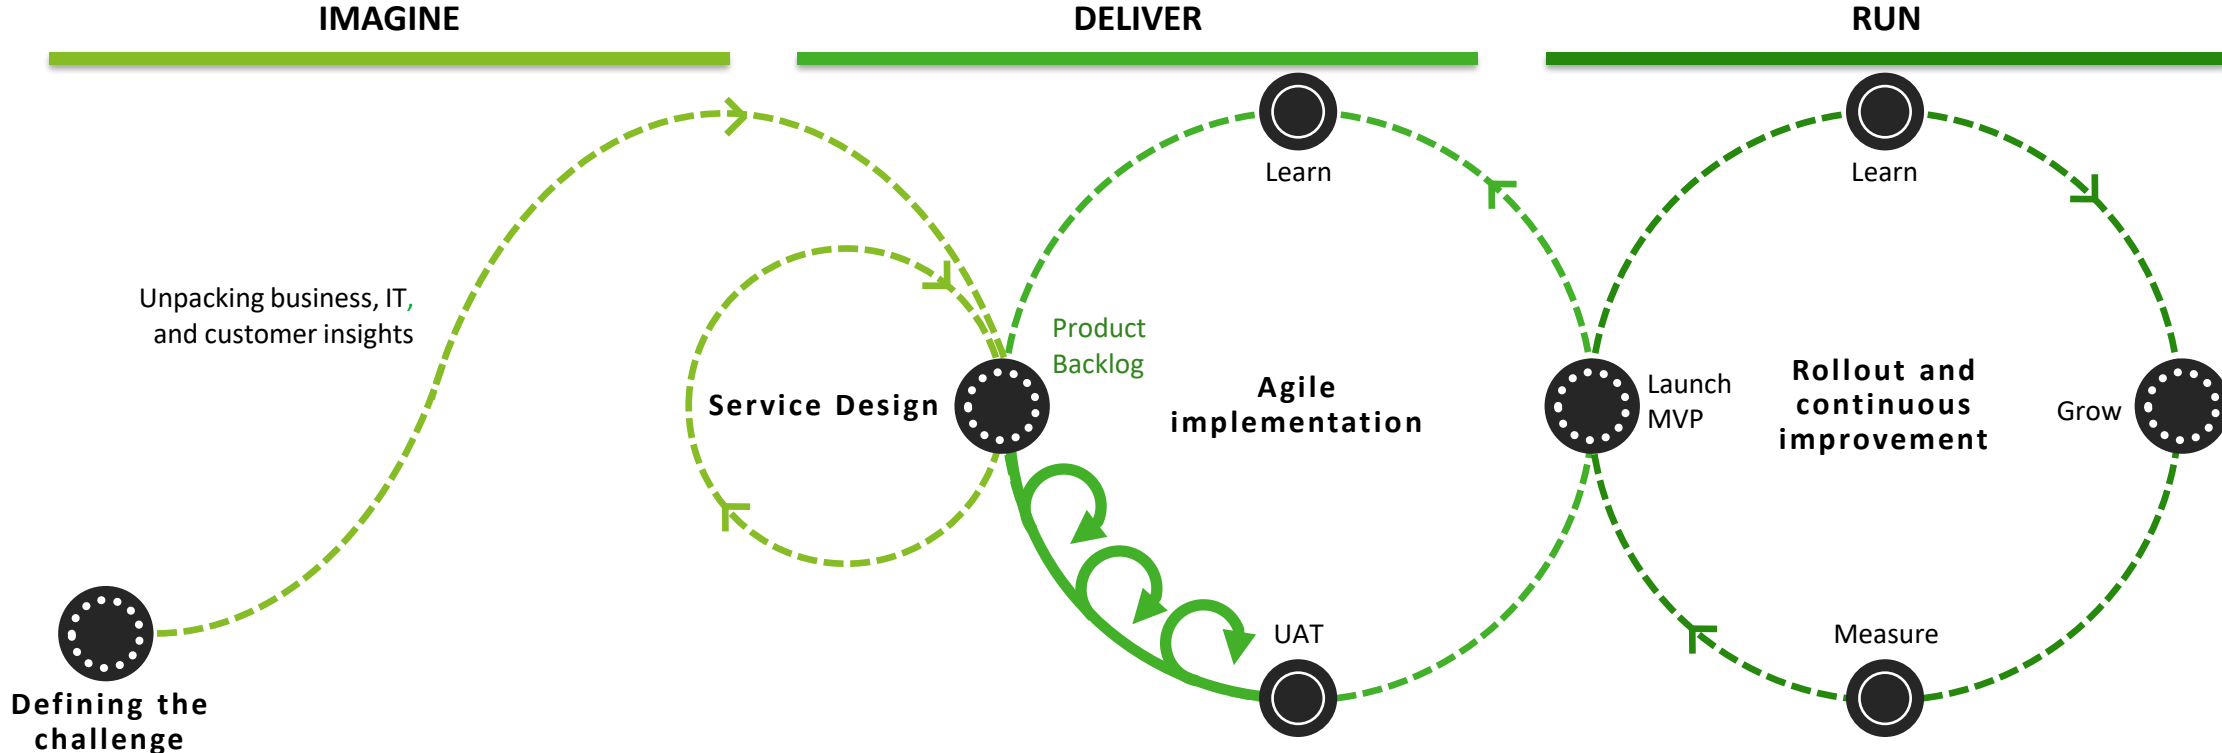 IMAGINE
DELIVER
RUN
Learn
Learn
Unpacking business, IT,
and customer insights
Product
Backlog
Service Design
Agile
implementation
Launch
MVP
Rollout and
continuous
improvement
Grow
UAT
Measure
Defining the
challenge